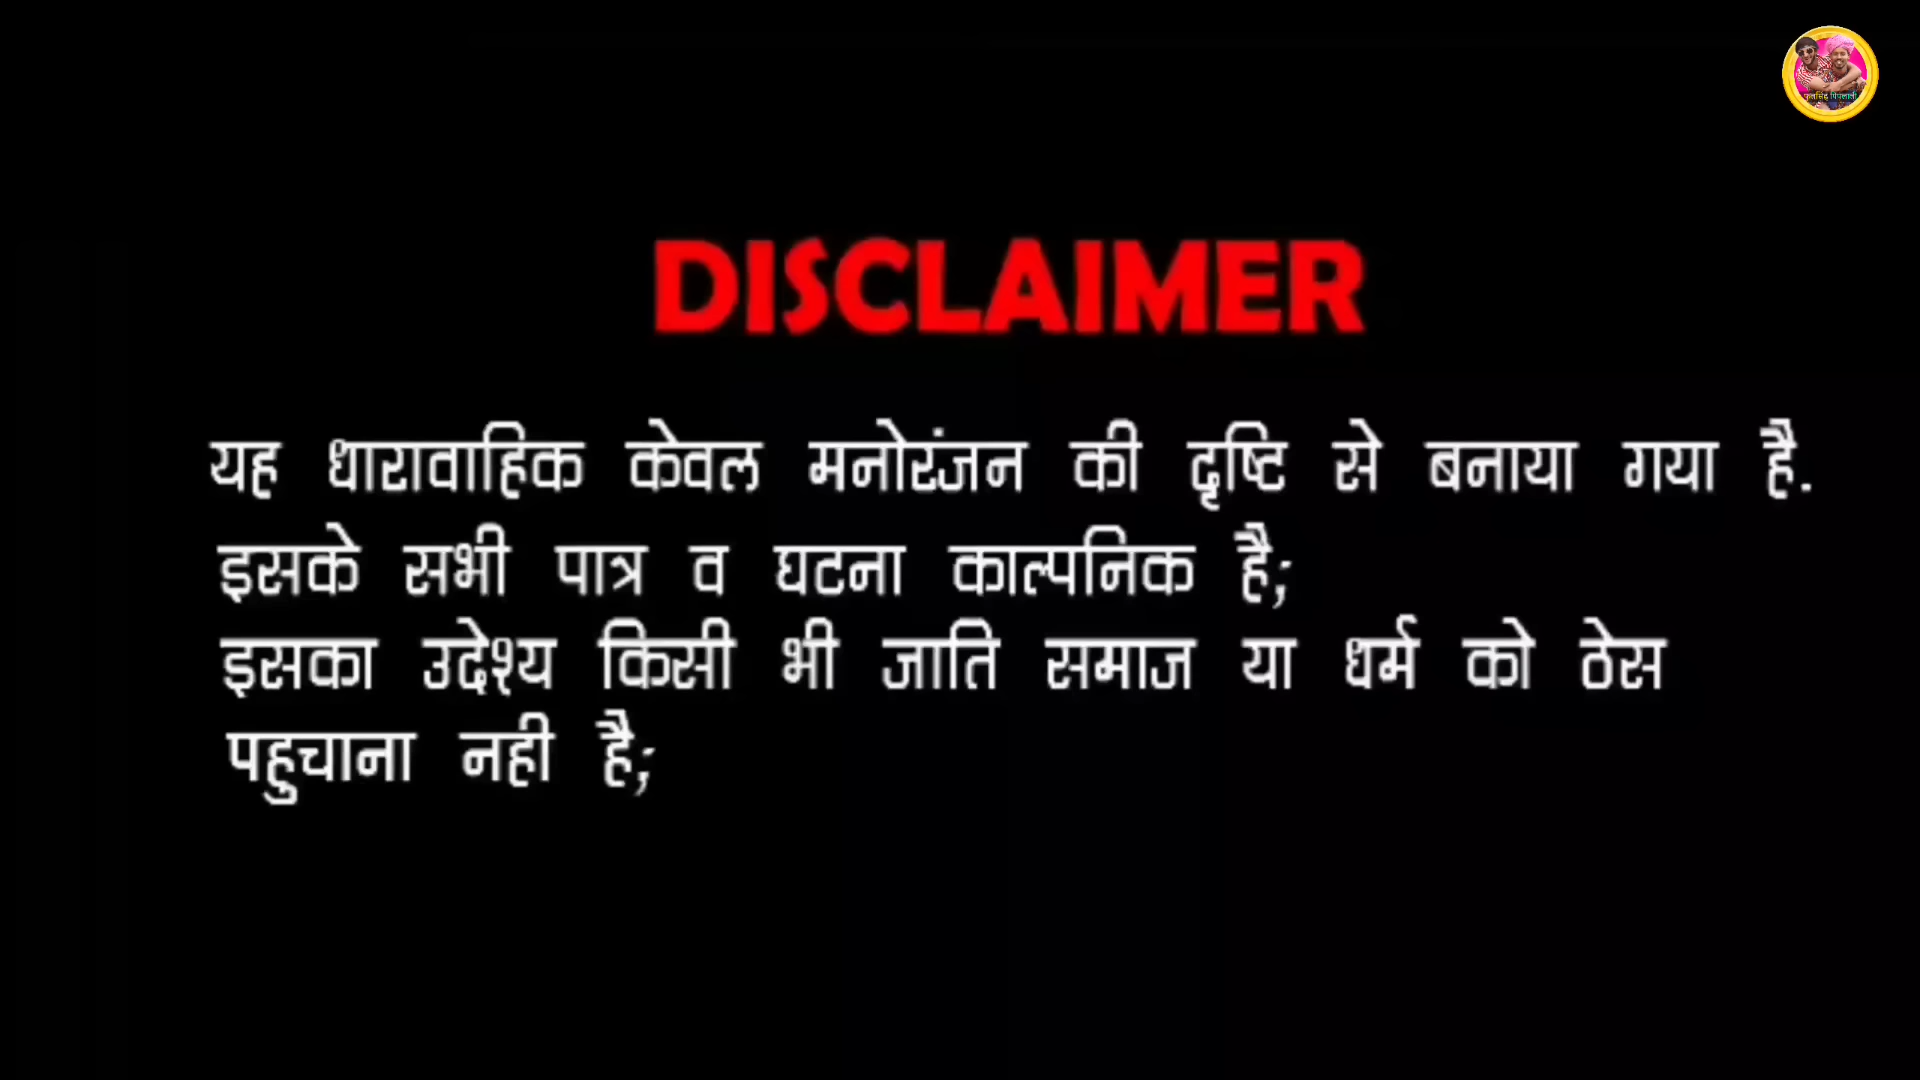 DISCLAIMER
यह धारावाहिक केवल मनोरंजन की दृष्टि से बनाया गया है.
इसके सभी पात्र व घटना काल्पनिक है;
इसका उदेश्य किसी भी जाति समाज या धर्म को ठेस
पहुचाना नही है;